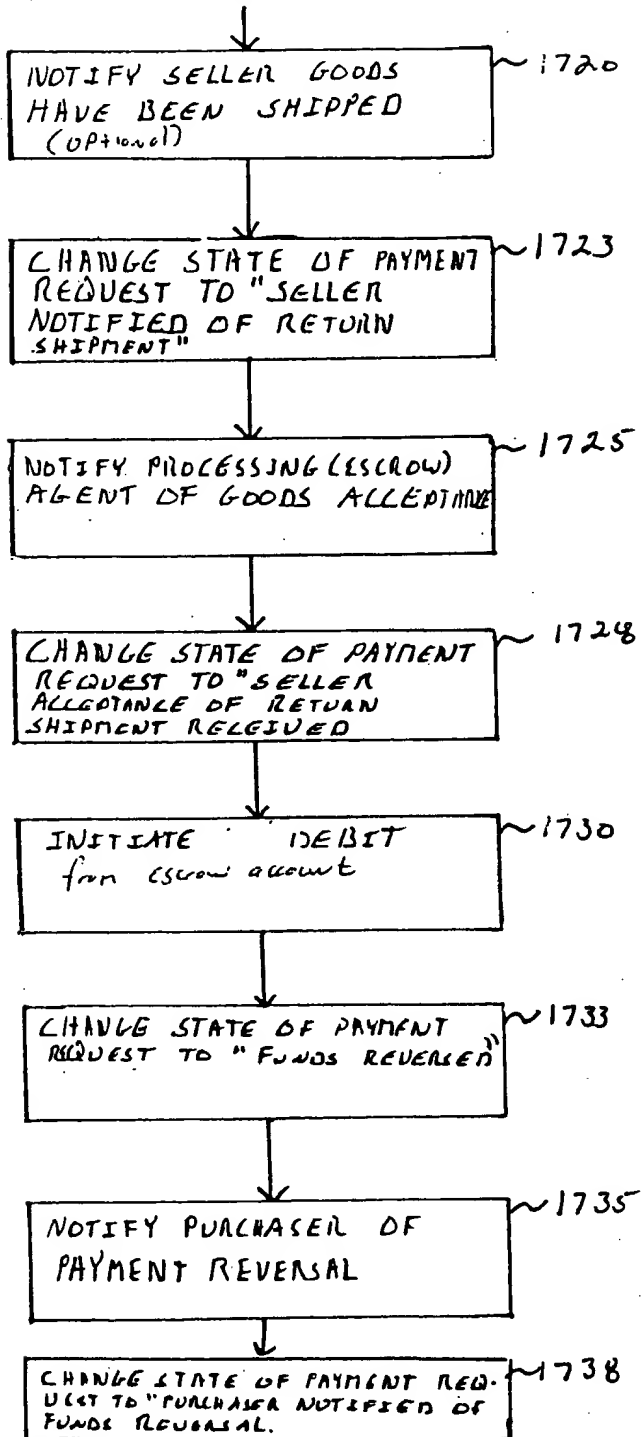 NOTIFY SELLER GOODS
HAVE BEEN SHIPPED
(OPtional)
1720
CHANGE STATE OF PAYMENT
REQUEST TO "SELLER
NOTIFIED OF RETURN
SHIPMENT"
1723
NOTIFY PROCESSING (ESCROW)
AGENT OF GOODS ACCEPTANCE
1725
CHANGE STATE OF PAYMENT
REQUEST TO "SELLER
ACCEPTANCE OF RETURN
SHIPMENT RECEIVED
1728
INITIATE DEBIT
from escrow account
1730
CHANGE STATE OF PAYMENT
REQUEST TO "FUNDS REVERSED"
1733
NOTIFY PURCHASER OF
PAYMENT REVERSAL
1735
CHANGE STATE OF PAYMENT REQ-
UEST TO "PURCHASER NOTIFIED OF
FUNDS REVERSAL.
1738